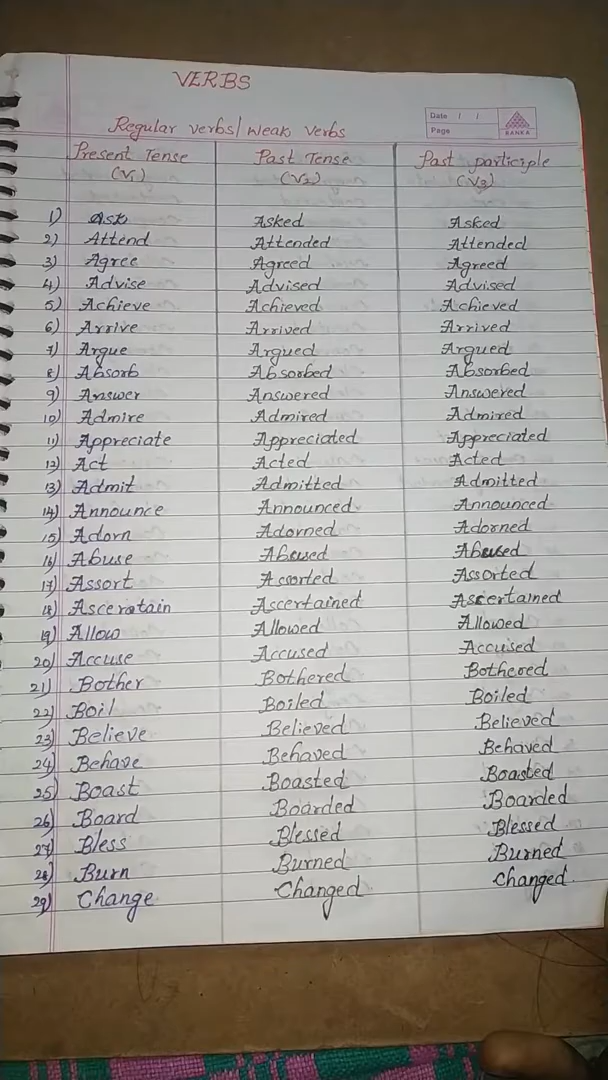 VERBS
Regular verbs/weak verbs
Date / /
Page
RANKA
Present Tense Past Tense Past participle
(V1) (V2) (V3)
1) Ask Asked Asked
2) Attend Attended Attended
3) Agree Agreed Agreed
4) Advise Advised Advised
5) Achieve Achieved Achieved
6) Arrive Arrived Arrived
7) Argue Argued Argued
8) Absorb Absorbed Absorbed
9) Answer Answered Answered
10) Admire Admired Admired
11) Appreciate Appreciated Appreciated
12) Act Acted Acted
13) Admit Admitted Admitted
14) Announce Announced Announced
15) Adorn Adorned Adorned
16) Abuse Abused Abused
17) Assort Assorted Assorted
18) Asceratain Ascertained Ascertained
19) Allow Allowed Allowed
20) Accuse Accused Accused
21) Bother Bothered Bothered
22) Boil Boiled Boiled
23) Believe Believed Believed
24) Behave Behaved Behaved
25) Boast Boasted Boasted
26) Board Boarded Boarded
27) Bless Blessed Blessed
28) Burn Burned Burned
29) Change Changed Changed.